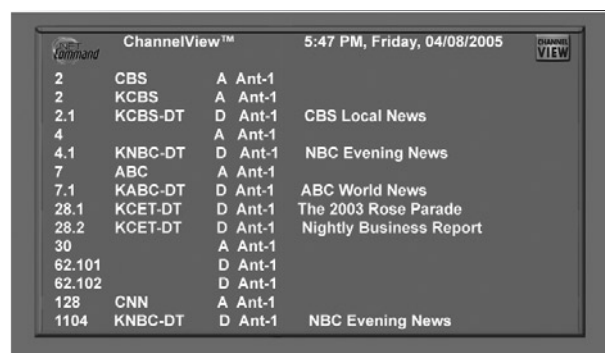 NET Command ChannelView™ 5:47 PM, Friday, 04/08/2005 CHANNEL VIEW
2 CBS A Ant-1
2 KCBS A Ant-1
2.1 KCBS-DT D Ant-1 CBS Local News
4 A Ant-1
4.1 KNBC-DT D Ant-1 NBC Evening News
7 ABC A Ant-1
7.1 KABC-DT D Ant-1 ABC World News
28.1 KCET-DT D Ant-1 The 2003 Rose Parade
28.2 KCET-DT D Ant-1 Nightly Business Report
30 A Ant-1
62.101 D Ant-1
62.102 D Ant-1
128 CNN A Ant-1
1104 KNBC-DT D Ant-1 NBC Evening News